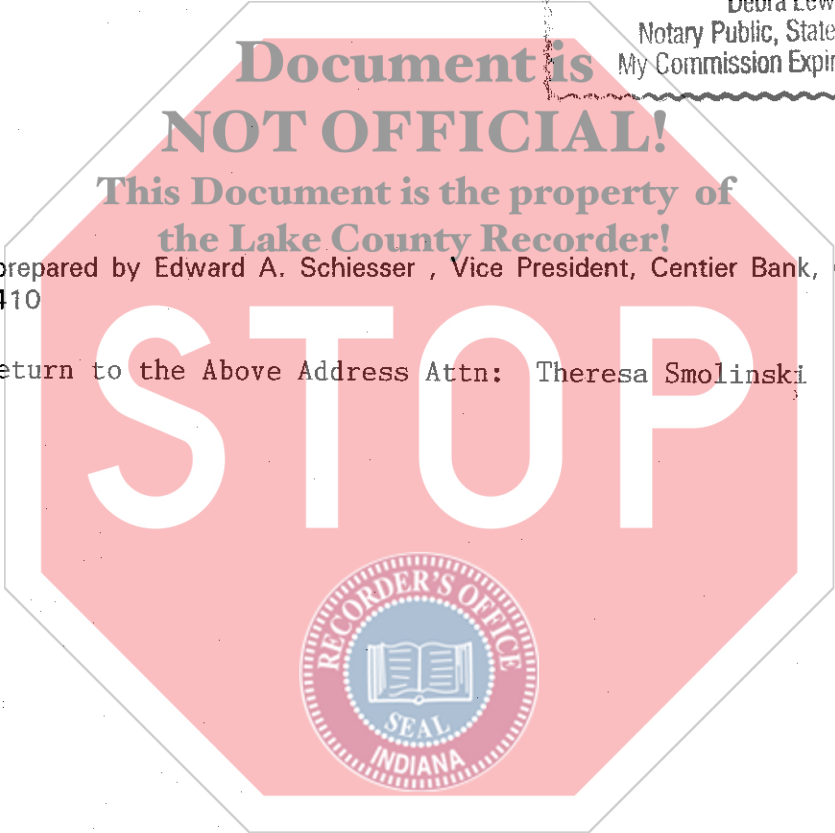 Debra Lew
Notary Public, State
My Commission Expir
Document is
NOT OFFICIAL!
This Document is the property of
the Lake County Recorder!
prepared by Edward A. Schiesser , Vice President, Centier Bank,
410
eturn to the Above Address Attn: Theresa Smolinski
STOP
RECORDER'S OFFICE
SEAL
INDIANA